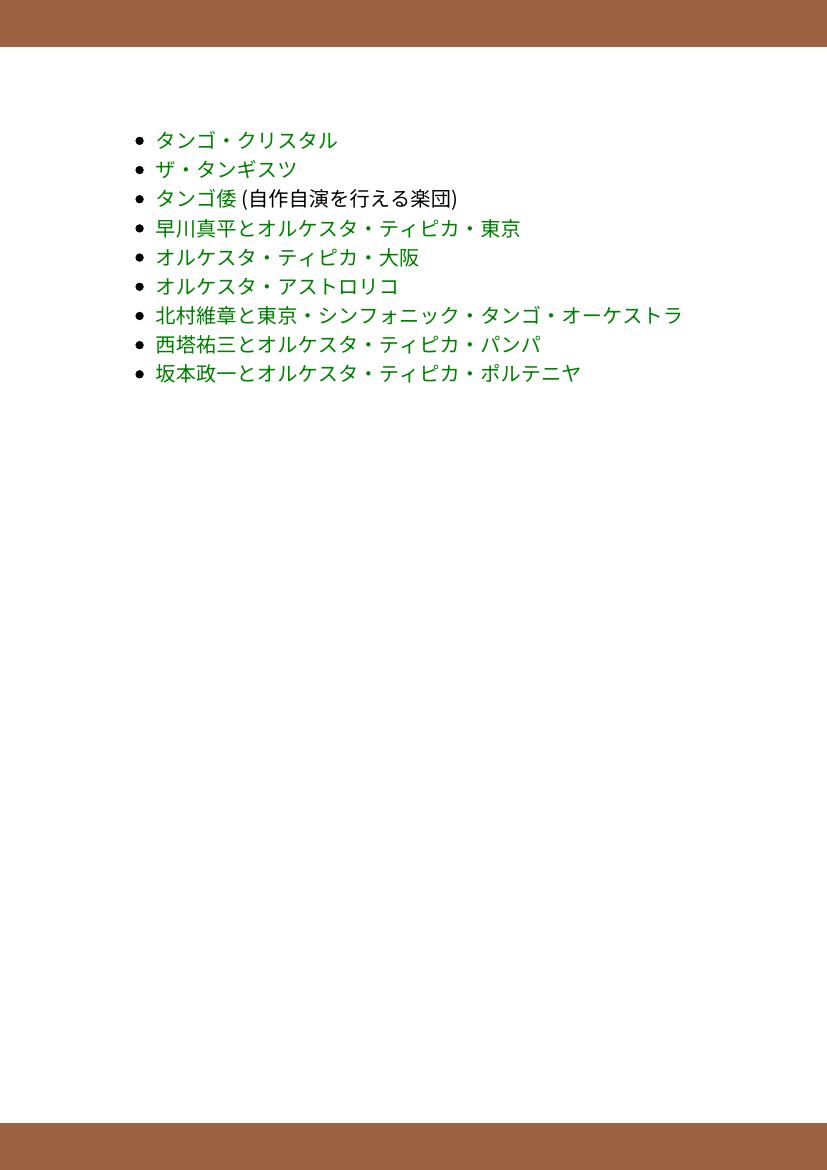 タンゴ・クリスタル
ザ・タンギスツ
タンゴ倭 (自作自演を行える楽団)
早川真平とオルケスタ・ティピカ・東京
オルケスタ・ティピカ・大阪
オルケスタ・アストロリコ
北村維章と東京・シンフォニック・タンゴ・オーケストラ
西塔祐三とオルケスタ・ティピカ・パンパ
坂本政一とオルケスタ・ティピカ・ポルテニヤ